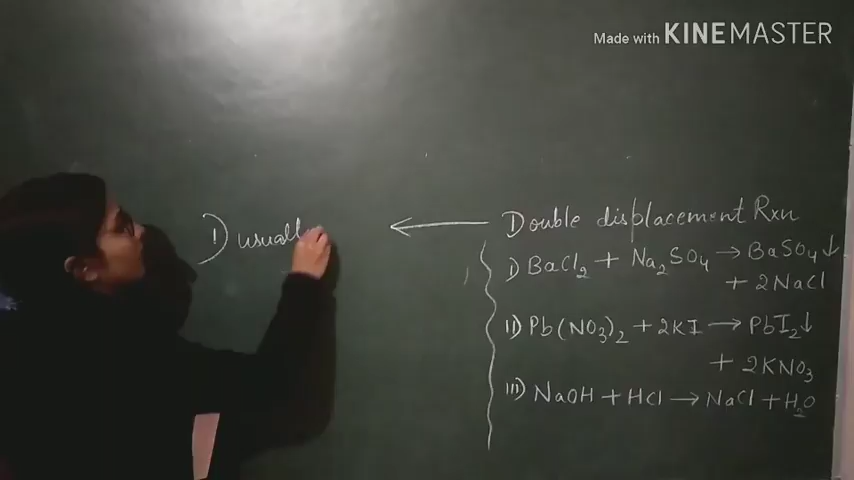 Made with KINEMASTER
Double displacement Rxn
1) usuall
i) BaCl₂ + Na₂SO₄ → BaSO₄↓
+ 2NaCl
ii) Pb(NO₃)₂ + 2KI → PbI₂↓
+ 2KNO₃
iii) NaOH + HCl → NaCl + H₂O